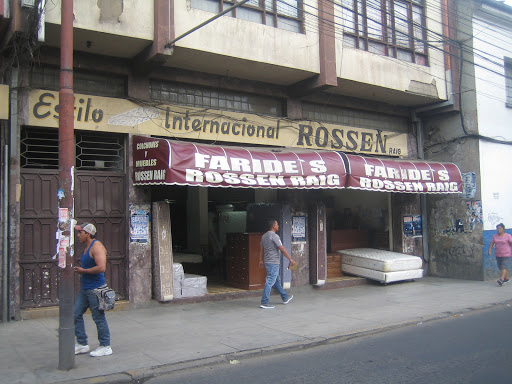 Estilo Internacional ROSSEN
RAIG
COLCHONES
Y
MUEBLES
ROSSEN RAIG
FARIDE'S
ROSSEN RAIG
FARIDE'S
ROSSEN RAIG